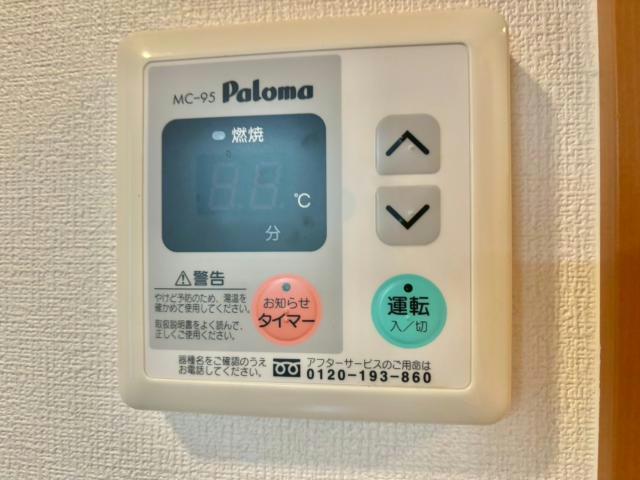 MC-95 Paloma
燃焼
℃
分
警告
やけど予防のため、湯温を
確かめて使用してください。
取扱説明書をよく読んで、
正しくご使用ください。
お知らせ
タイマー
運転
入/切
器種名をご確認のうえ
お電話してください。
アフターサービスのご用命は
0120-193-860